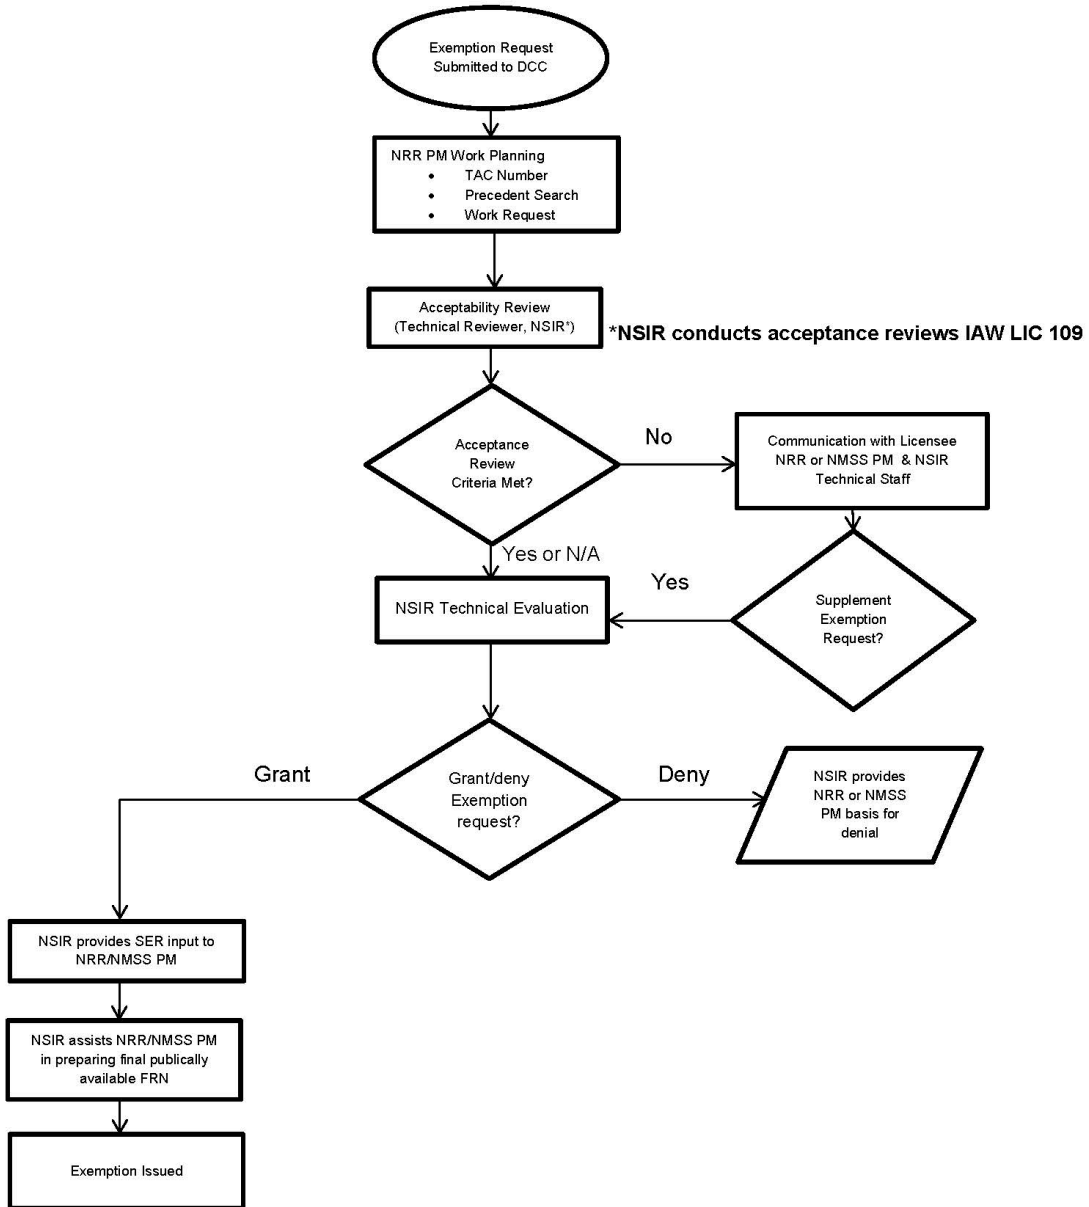 Exemption Request
Submitted to DCC
NRR PM Work Planning
• TAC Number
• Precedent Search
• Work Request
Acceptability Review
(Technical Reviewer, NSIR*)
*NSIR conducts acceptance reviews IAW LIC 109
Acceptance
Review
Criteria Met?
No
Communication with Licensee
NRR or NMSS PM & NSIR
Technical Staff
Yes or N/A
NSIR Technical Evaluation
Yes
Supplement
Exemption
Request?
Grant
Grant/deny
Exemption
request?
Deny
NSIR provides
NRR or NMSS
PM basis for
denial
NSIR provides SER input to
NRR/NMSS PM
NSIR assists NRR/NMSS PM
in preparing final publically
available FRN
Exemption Issued